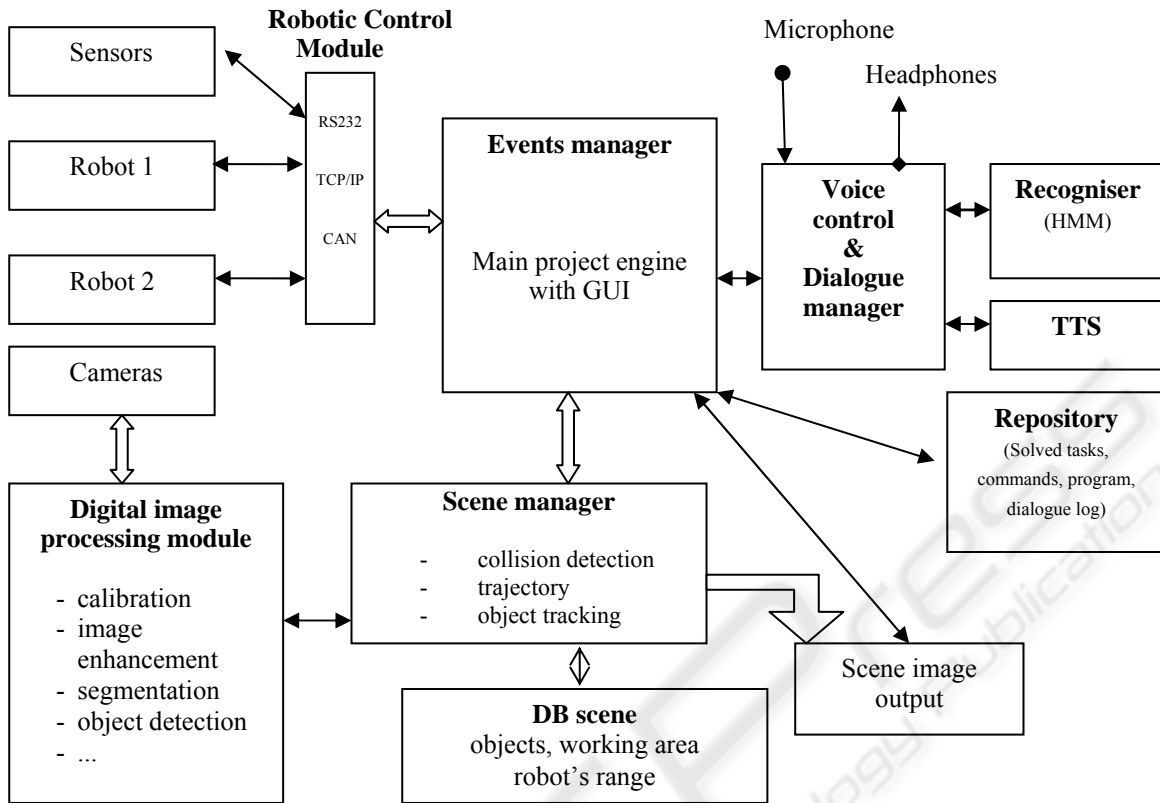 Robotic Control
Module
Sensors
Robot 1
Robot 2
Cameras
RS232
TCP/IP
CAN
Events manager
Main project engine
with GUI
Microphone
Headphones
Voice
control
&
Dialogue
manager
Recogniser
(HMM)
TTS
Repository
(Solved tasks,
commands, program,
dialogue log)
Digital image
processing module
- calibration
- image
enhancement
- segmentation
- object detection
- ...
Scene manager
- collision detection
- trajectory
- object tracking
DB scene
objects, working area
robot's range
Scene image
output
Press
ology Publication